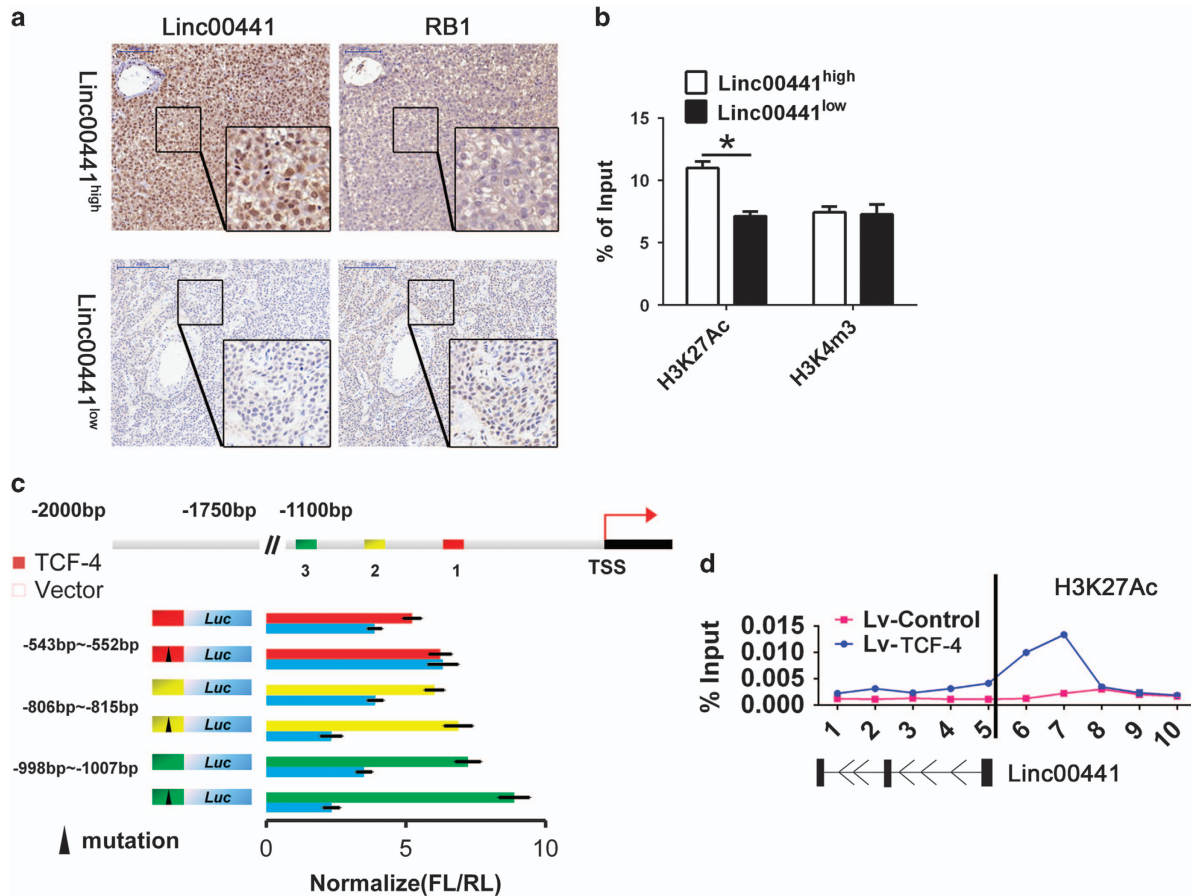 a
Linc00441
RB1
Linc00441high
Linc00441low
b
Linc00441high
Linc00441low
*
% of Input
15
10
5
0
H3K27Ac
H3K4m3
c
-2000bp
-1750bp
-1100bp
//
3
2
1
TSS
TCF-4
Vector
Luc
-543bp~-552bp
Luc
Luc
-806bp~-815bp
Luc
Luc
-998bp~-1007bp
Luc
mutation
0
5
10
Normalize(FL/RL)
d
H3K27Ac
Lv-Control
Lv-TCF-4
% Input
0.015
0.010
0.005
0.000
1 2 3 4 5 6 7 8 9 10
Linc00441